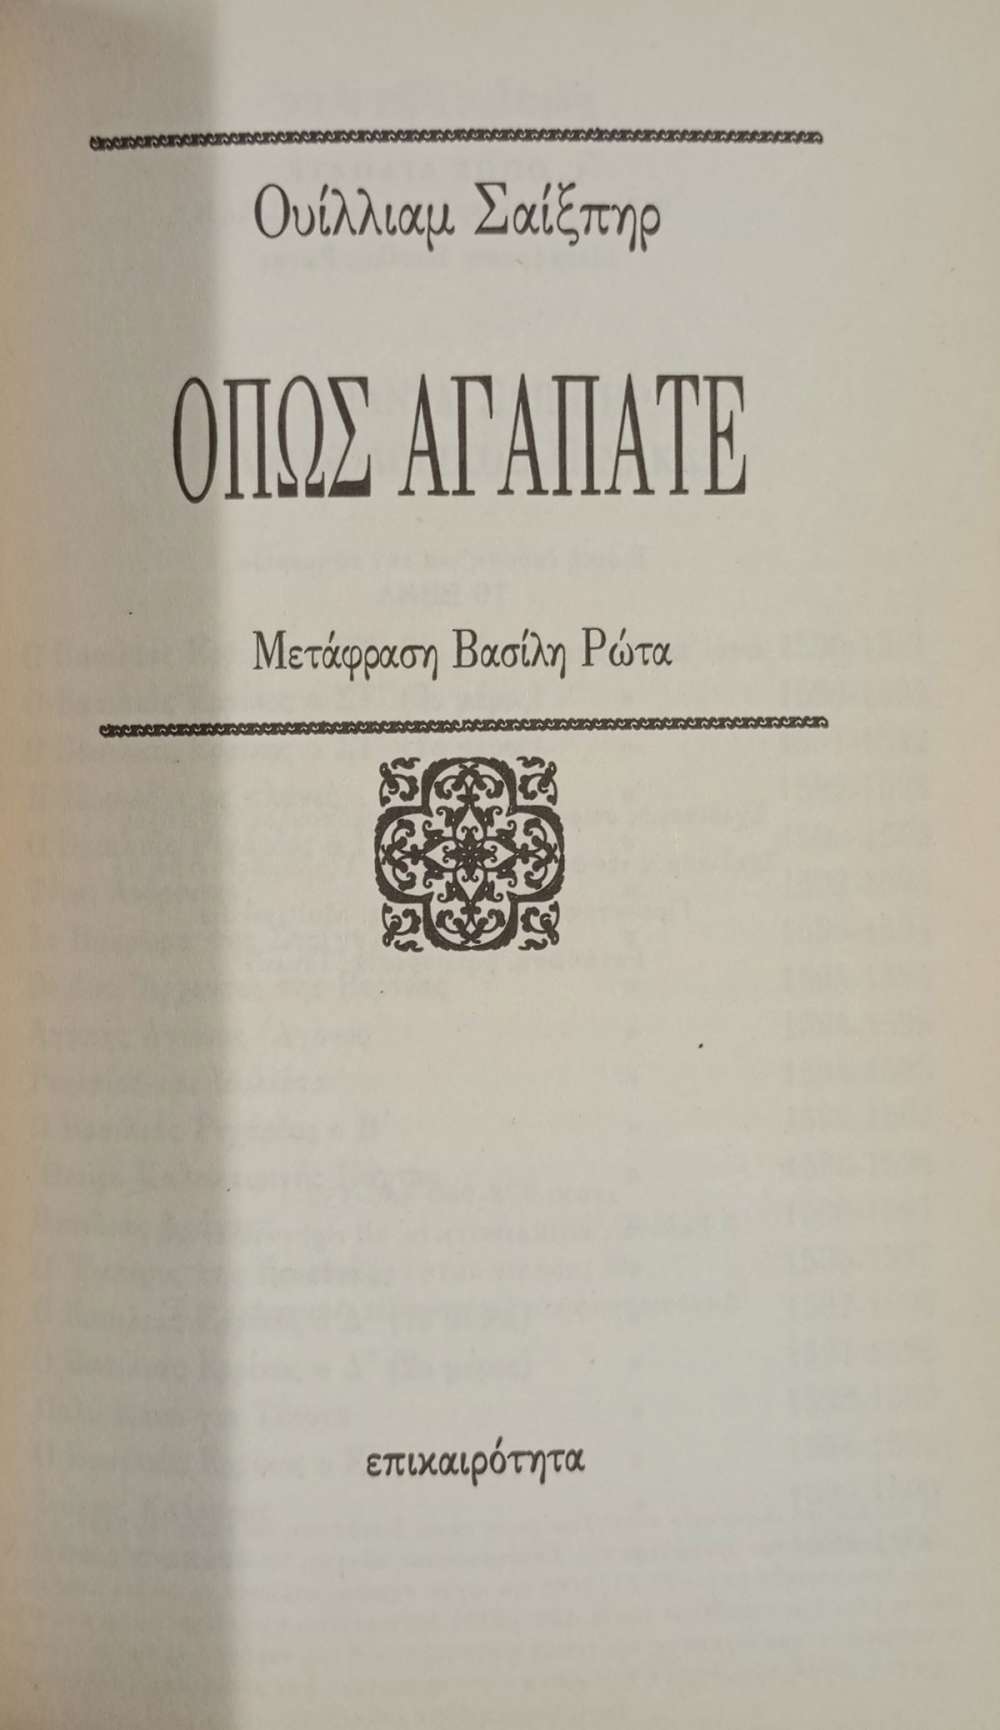 Ουίλλιαμ Σαίξπηρ
ΟΠΩΣ ΑΓΑΠΑΤΕ
Μετάφραση Βασίλη Ρώτα
επικαιρότητα